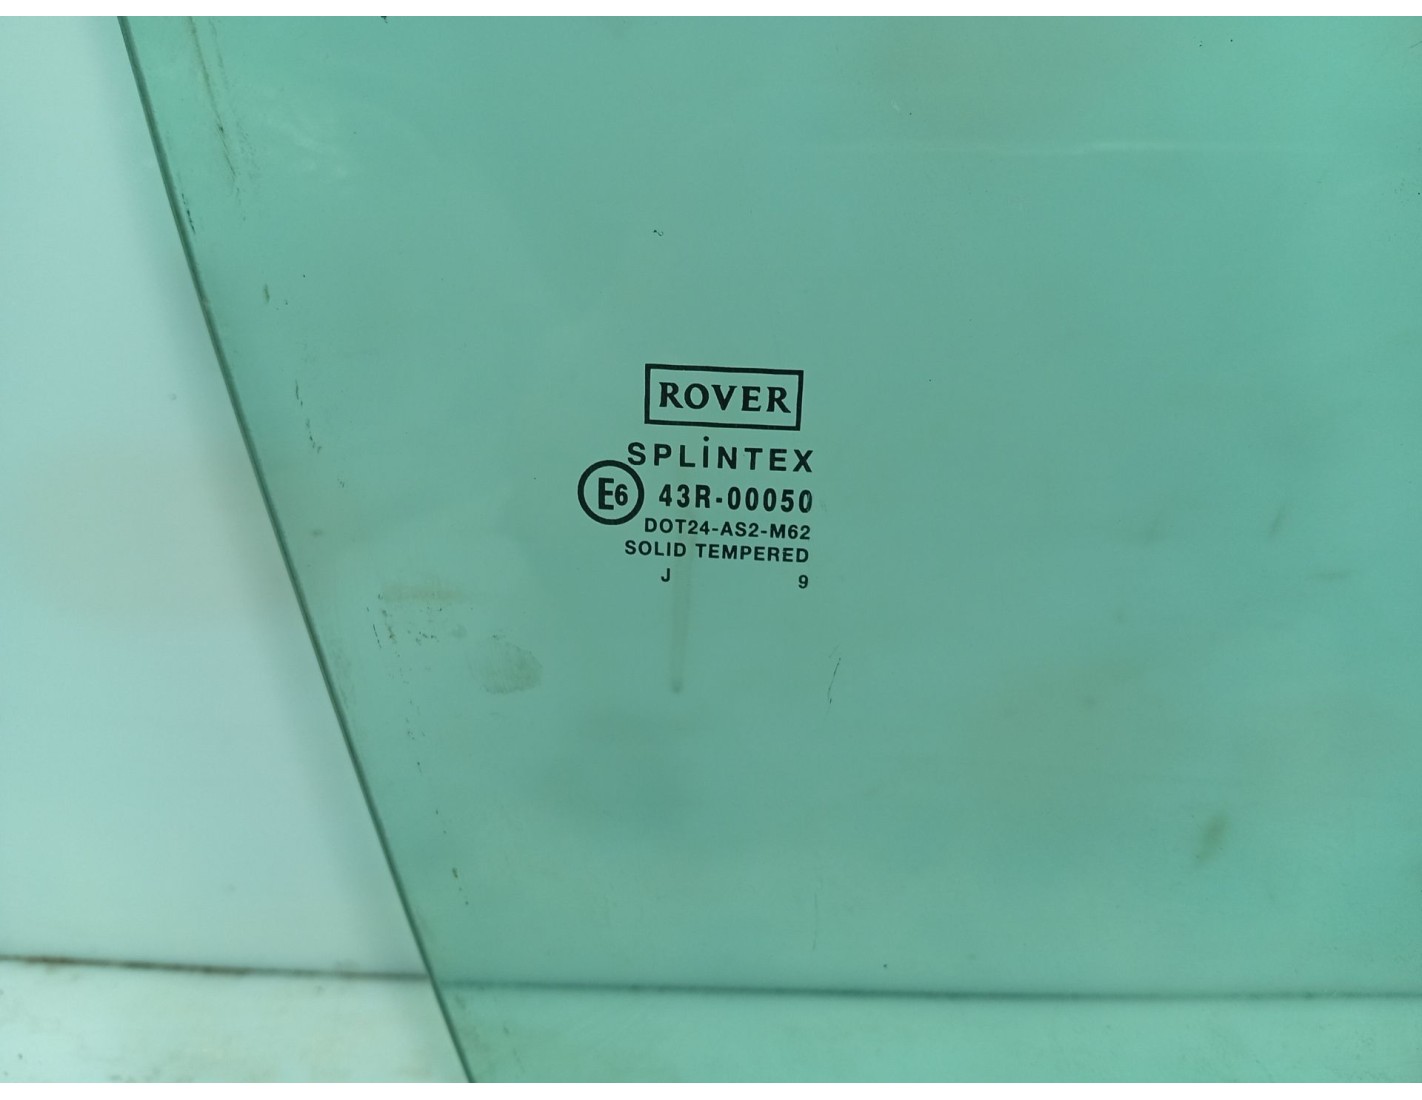 ROVER
SPLiNTEX
E6 43R-00050
DOT24-AS2-M62
SOLID TEMPERED
J 9